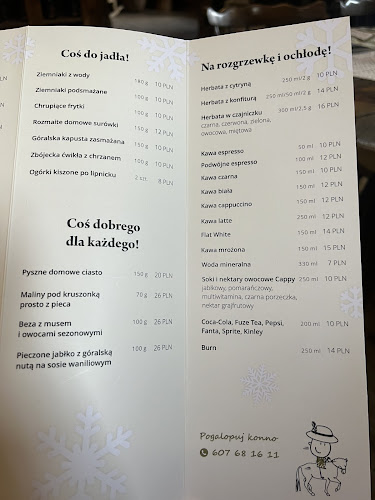 Coś do jadła!
Ziemniaki z wody 180 g 10 PLN
Ziemniaki podsmażane 100 g 10 PLN
Chrupiące frytki 100 g 10 PLN
Rozmaite domowe surówki 150 g 12 PLN
Góralska kapusta zasmażana 150 g 10 PLN
Zbójecka ćwikła z chrzanem 100 g 10 PLN
Ogórki kiszone po lipnicku 2 szt. 8 PLN
Coś dobrego
dla każdego!
Pyszne domowe ciasto 150 g 20 PLN
Maliny pod kruszonką 70 g 26 PLN
prosto z pieca
Beza z musem 100 g 26 PLN
i owocami sezonowymi
Pieczone jabłko z góralską 100 g 26 PLN
nutą na sosie waniliowym
Na rozgrzewkę i ochłodę!
Herbata z cytryną 250 ml/2 g 10 PLN
Herbata z konfiturą 250 ml/50 ml/2 g 14 PLN
Herbata w czajniczku 300 ml/3,5 g 16 PLN
czarna, czerwona, zielona,
owocowa, miętowa
Kawa espresso 50 ml 10 PLN
Podwójne espresso 100 ml 12 PLN
Kawa czarna 150 ml 10 PLN
Kawa biała 150 ml 12 PLN
Kawa cappuccino 150 ml 12 PLN
Kawa latte 250 ml 12 PLN
Flat White 150 ml 14 PLN
Kawa mrożona 150 ml 15 PLN
Woda mineralna 330 ml 7 PLN
Soki i nektary owocowe Cappy 250 ml 10 PLN
jabłkowy, pomarańczowy,
multiwitamina, czarna porzeczka,
nektar grejfrutowy
Coca-Cola, Fuze Tea, Pepsi, 200 ml 10 PLN
Fanta, Sprite, Kinley
Burn 250 ml 14 PLN
Pogalopuj konno
607 68 16 11